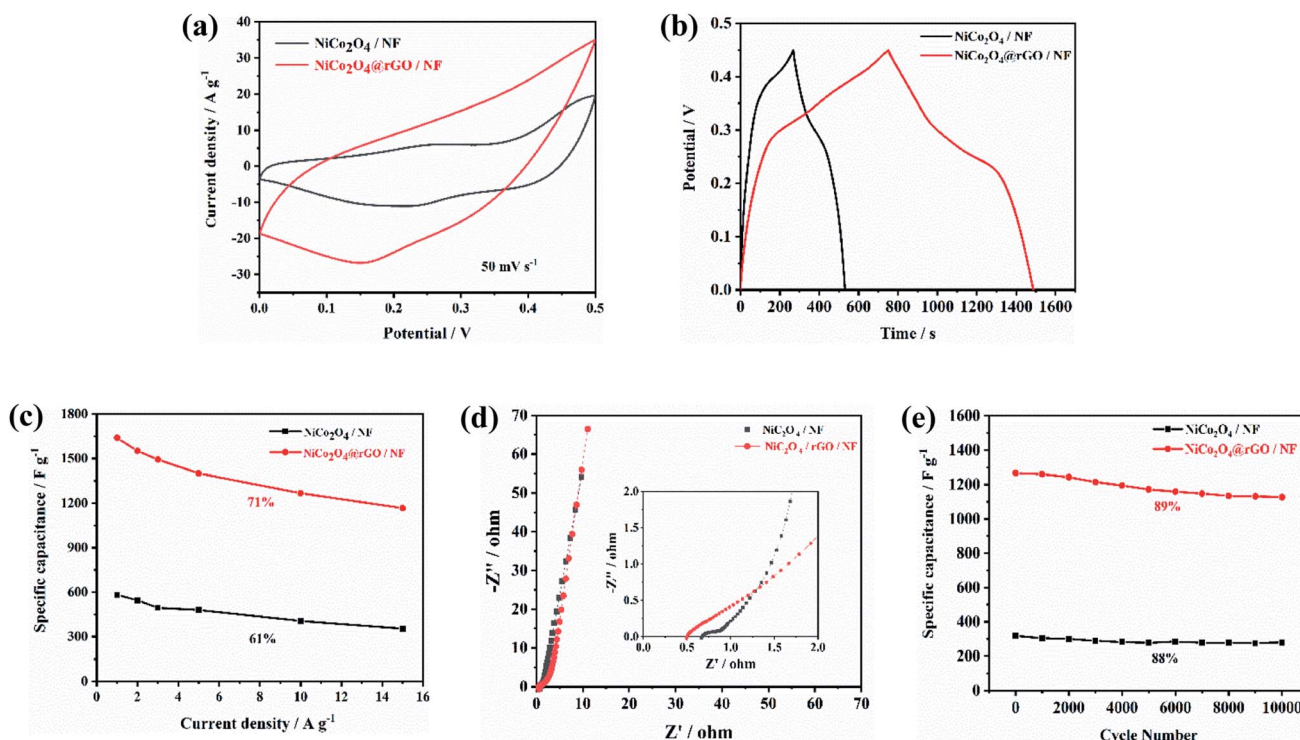 (a)
NiCo₂O₄ / NF
NiCo₂O₄@rGO / NF
Current density / A g⁻¹
40
30
20
10
0
-10
-20
-30
50 mV s⁻¹
0.0 0.1 0.2 0.3 0.4 0.5
Potential / V
(b)
NiCo₂O₄ / NF
NiCo₂O₄@rGO / NF
Potential / V
0.5
0.4
0.3
0.2
0.1
0.0
0 200 400 600 800 1000 1200 1400 1600
Time / s
(c)
NiCo₂O₄ / NF
NiCo₂O₄@rGO / NF
Specific capacitance / F g⁻¹
1800
1500
1200
900
600
300
0
71%
61%
0 2 4 6 8 10 12 14 16
Current density / A g⁻¹
(d)
NiC₂O₄ / NF
NiC₂O₄ / rGO / NF
-Z'' / ohm
70
60
50
40
30
20
10
0
-Z'' / ohm
2.0
1.5
1.0
0.5
0.0
0.0 0.5 1.0 1.5 2.0
Z' / ohm
0 10 20 30 40 50 60 70
Z' / ohm
(e)
NiCo₂O₄ / NF
NiCo₂O₄@rGO / NF
Specific capacitance / F g⁻¹
1600
1400
1200
1000
800
600
400
200
0
89%
88%
0 2000 4000 6000 8000 10000
Cycle Number